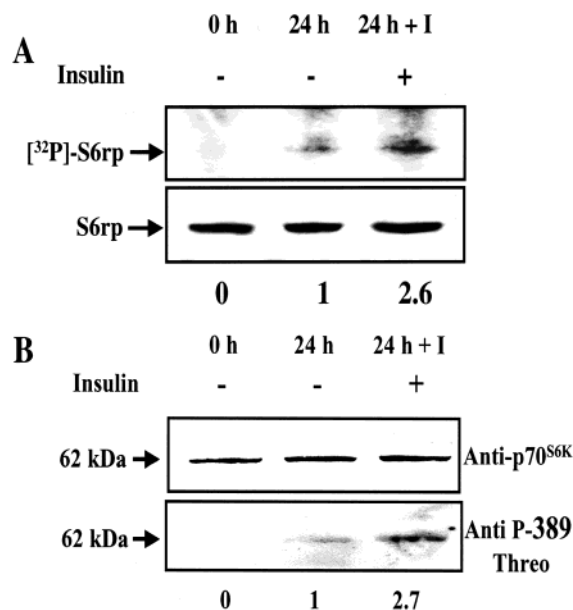 0 h 24 h 24 h + I
A
Insulin - - +
[³²P]-S6rp
S6rp
0 1 2.6
B
0 h 24 h 24 h + I
Insulin - - +
62 kDa Anti-p70ˢ⁶ᴷ
62 kDa Anti P-389
Threo
0 1 2.7